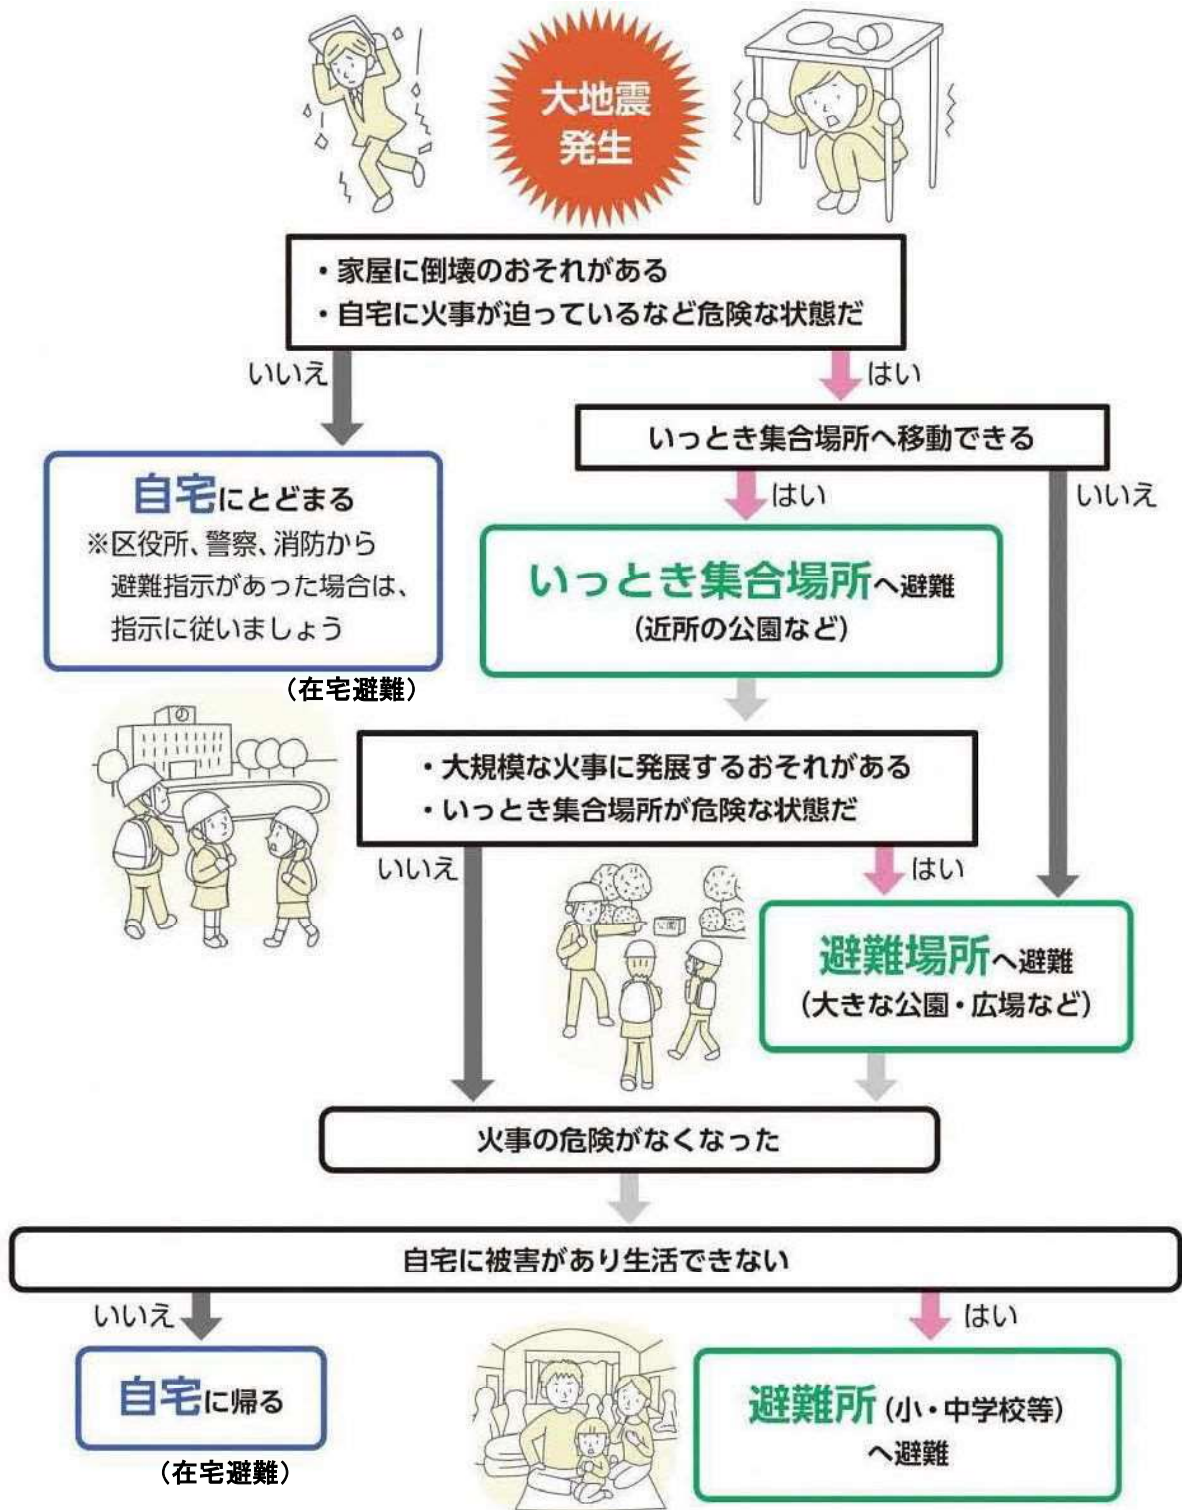 大地震
発生
・家屋に倒壊のおそれがある
・自宅に火事が迫っているなど危険な状態だ
いいえ
はい
いっとき集合場所へ移動できる
はい
いいえ
自宅にとどまる
※区役所、警察、消防から
避難指示があった場合は、
指示に従いましょう
（在宅避難）
いっとき集合場所へ避難
（近所の公園など）
・大規模な火事に発展するおそれがある
・いっとき集合場所が危険な状態だ
いいえ
はい
避難場所へ避難
（大きな公園・広場など）
火事の危険がなくなった
自宅に被害があり生活できない
いいえ
はい
自宅に帰る
（在宅避難）
避難所（小・中学校等）
へ避難